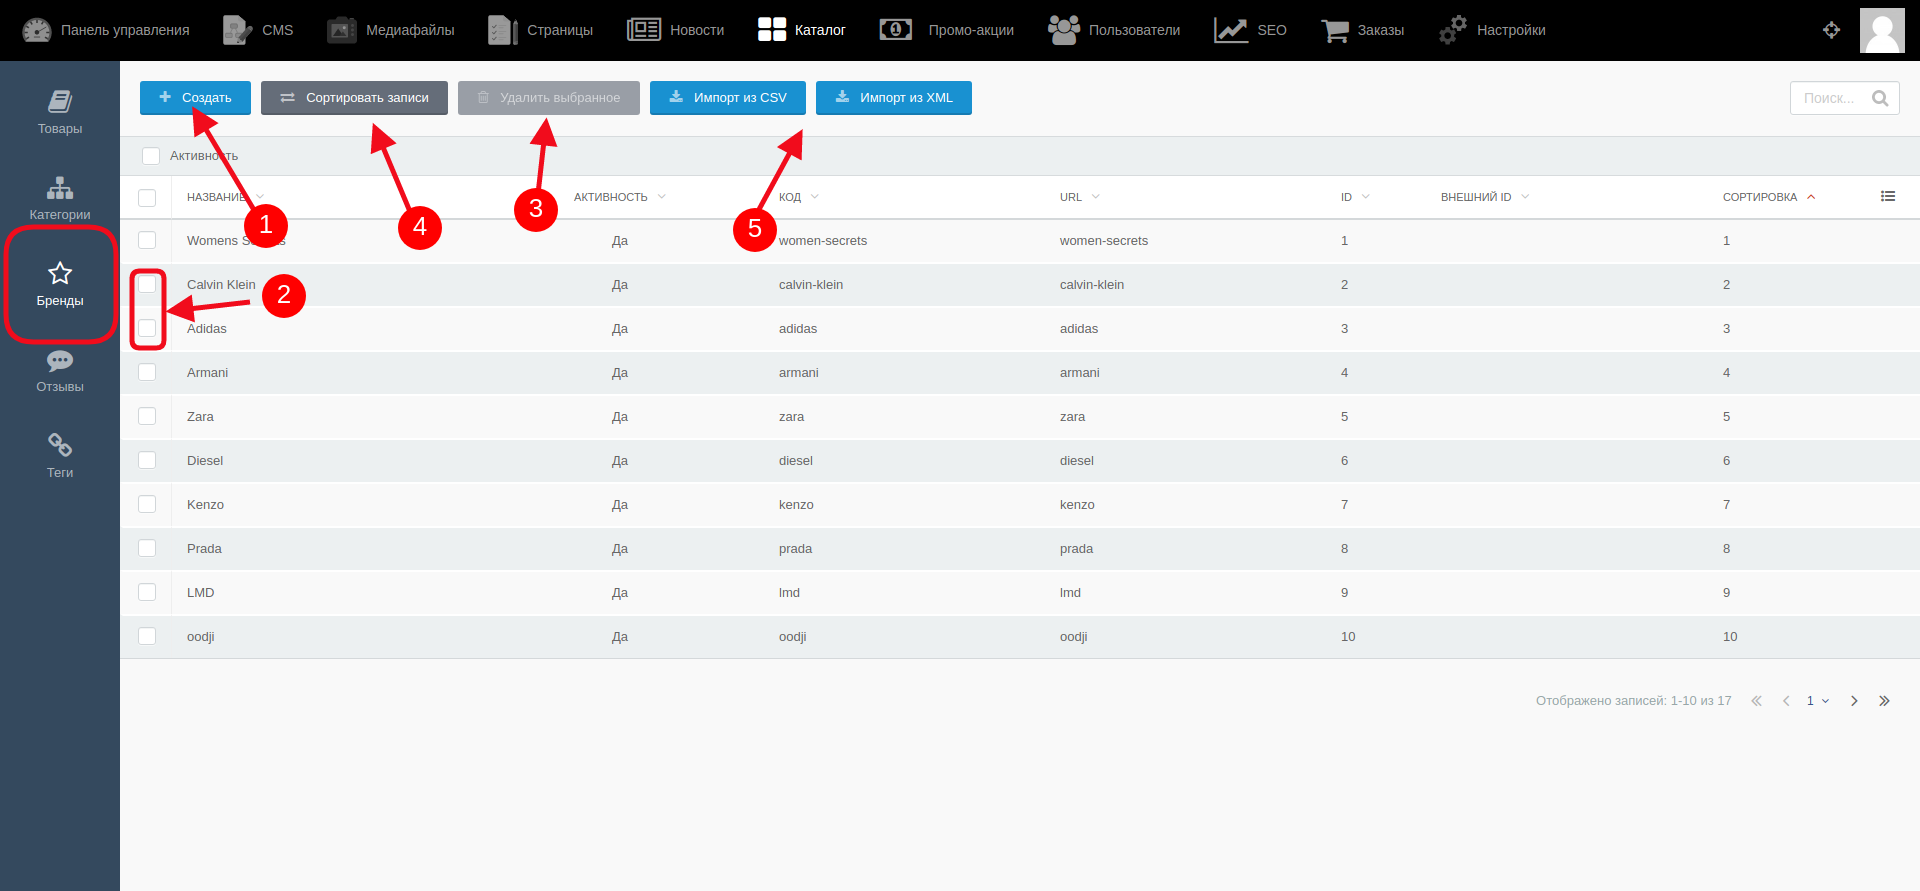 Панель управления CMS Медиафайлы Страницы Новости Каталог Промо-акции Пользователи SEO Заказы Настройки
Товары
Категории
Бренды
Отзывы
Теги
Создать Сортировать записи Удалить выбранное Импорт из CSV Импорт из XML Поиск...
Активность
НАЗВАНИЕ АКТИВНОСТЬ КОД URL ID ВНЕШНИЙ ID СОРТИРОВКА
1 4 3 5
Womens Secrets Да women-secrets women-secrets 1 1
Calvin Klein Да calvin-klein calvin-klein 2 2
2
Adidas Да adidas adidas 3 3
Armani Да armani armani 4 4
Zara Да zara zara 5 5
Diesel Да diesel diesel 6 6
Kenzo Да kenzo kenzo 7 7
Prada Да prada prada 8 8
LMD Да lmd lmd 9 9
oodji Да oodji oodji 10 10
Отображено записей: 1-10 из 17 1